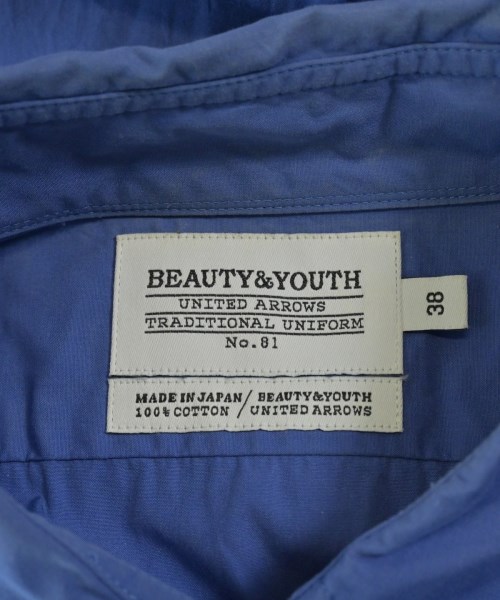 BEAUTY&YOUTH
UNITED ARROWS
TRADITIONAL UNIFORM
No.81
38
MADE IN JAPAN / BEAUTY&YOUTH
100% COTTON / UNITED ARROWS